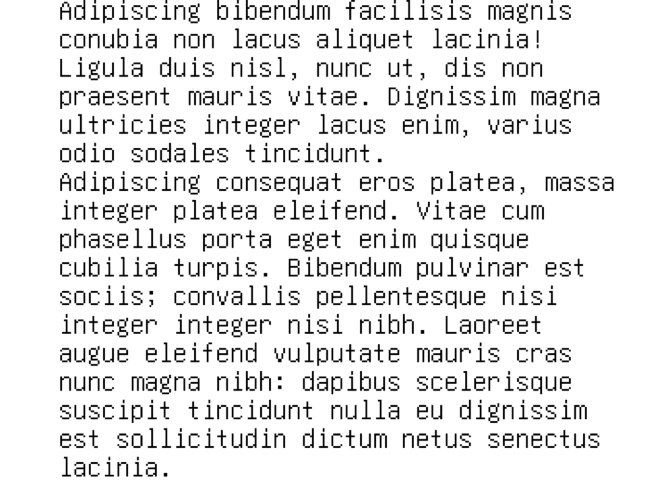 Adipiscing bibendum facilisis magnis
conubia non lacus aliquet lacinia!
Ligula duis nisl, nunc ut, dis non
praesent mauris vitae. Dignissim magna
ultricies integer lacus enim, varius
odio sodales tincidunt.
Adipiscing consequat eros platea, massa
integer platea eleifend. Vitae cum
phasellus porta eget enim quisque
cubilia turpis. Bibendum pulvinar est
sociis; convallis pellentesque nisi
integer integer nisi nibh. Laoreet
augue eleifend vulputate mauris cras
nunc magna nibh: dapibus scelerisque
suscipit tincidunt nulla eu dignissim
est sollicitudin dictum netus senectus
lacinia.